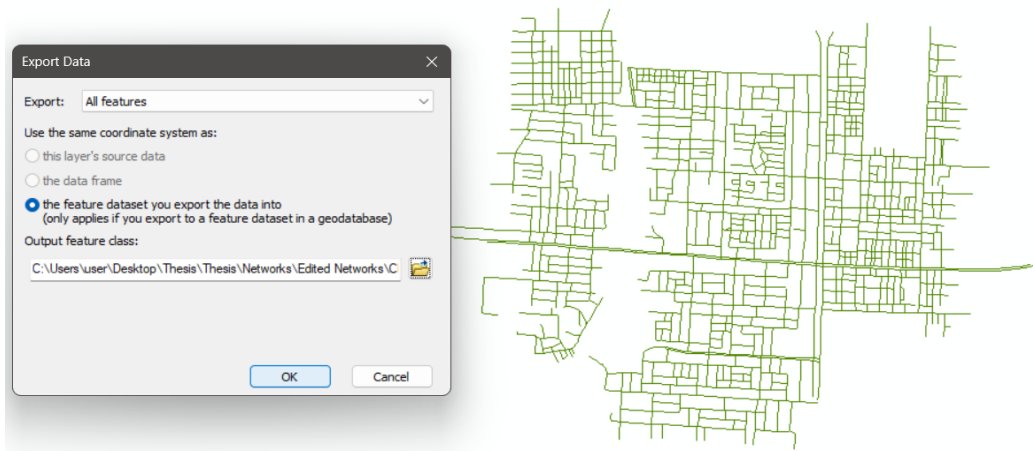 Export Data
Export: All features
Use the same coordinate system as:
this layer's source data
the data frame
the feature dataset you export the data into
(only applies if you export to a feature dataset in a geodatabase)
Output feature class:
C:\Users\user\Desktop\Thesis\Thesis\Networks\Edited Networks\C
OK Cancel